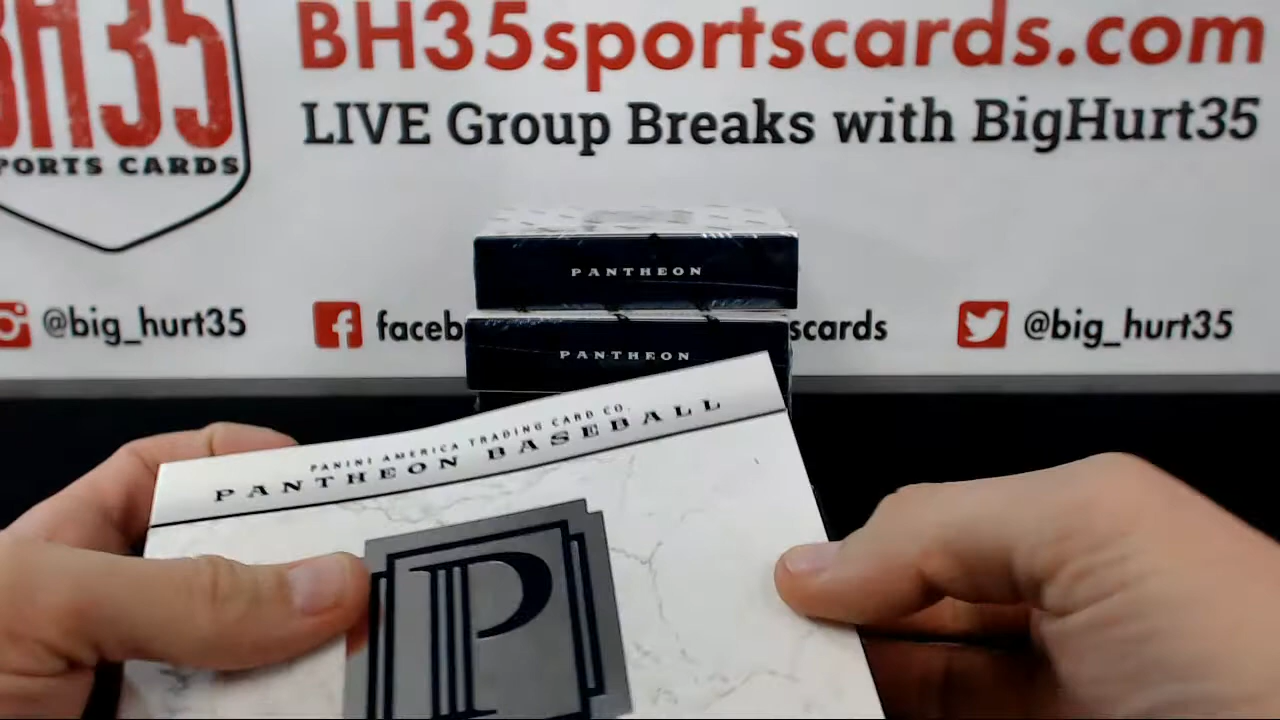 BH35
PORTS CARDS
BH35sportscards.com
LIVE Group Breaks with BigHurt35
@big_hurt35
faceb
scards
@big_hurt35
PANTHEON
PANTHEON
PANINI AMERICA TRADING CARD CO.
PANTHEON BASEBALL
P